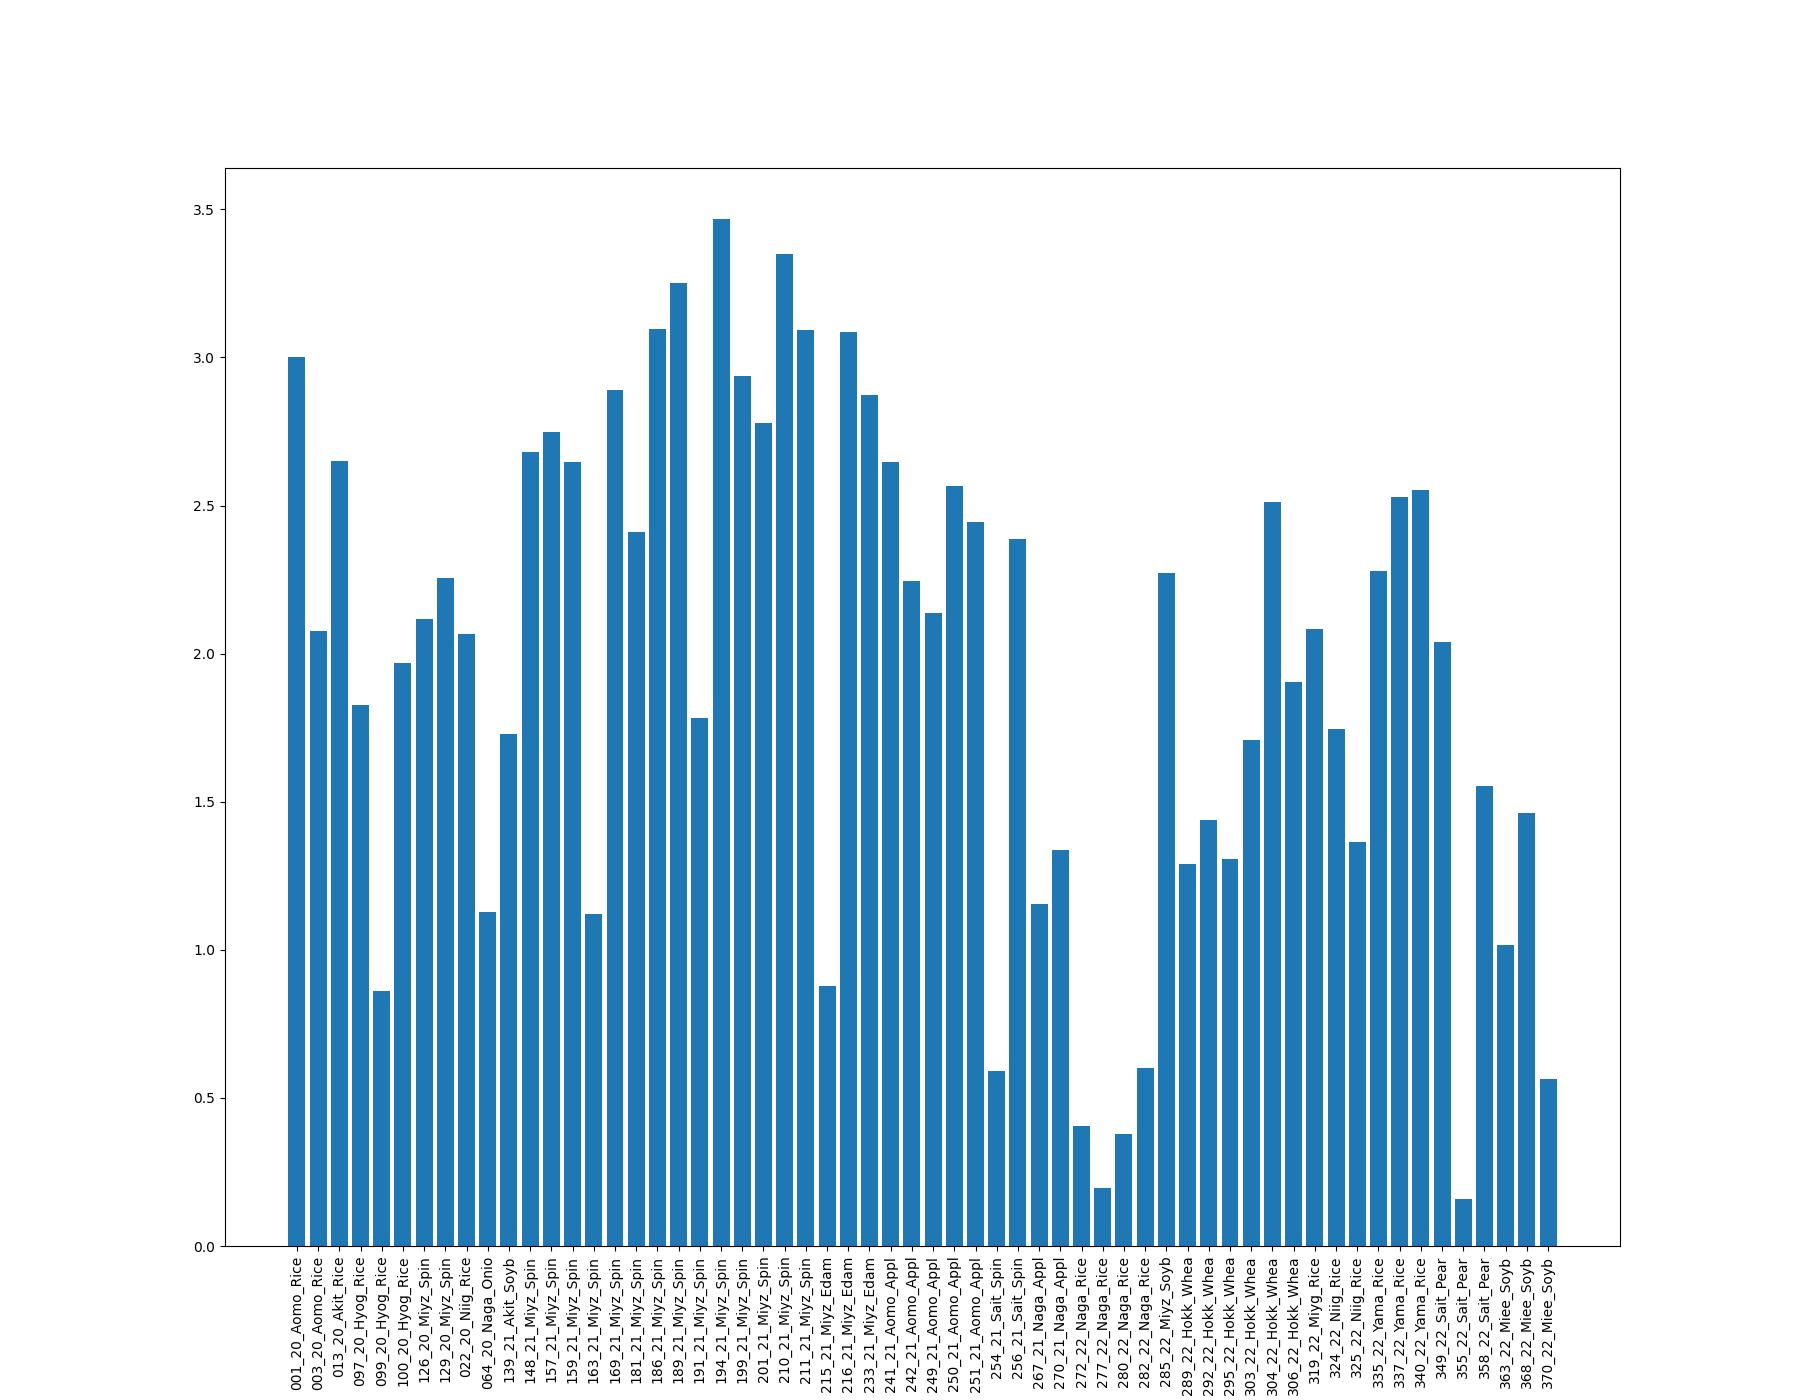 3.5
3.0
2.5
2.0
1.5
1.0
0.5
0.0
001_20_Aomo_Rice
003_20_Aomo_Rice
013_20_Akit_Rice
097_20_Hyog_Rice
099_20_Hyog_Rice
100_20_Hyog_Rice
126_20_Miyz_Spin
129_20_Miyz_Spin
022_20_Niig_Rice
064_20_Naga_Onio
139_21_Akit_Soyb
148_21_Miyz_Spin
157_21_Miyz_Spin
159_21_Miyz_Spin
163_21_Miyz_Spin
169_21_Miyz_Spin
181_21_Miyz_Spin
186_21_Miyz_Spin
189_21_Miyz_Spin
191_21_Miyz_Spin
194_21_Miyz_Spin
199_21_Miyz_Spin
201_21_Miyz_Spin
210_21_Miyz_Spin
211_21_Miyz_Spin
215_21_Miyz_Edam
216_21_Miyz_Edam
233_21_Miyz_Edam
241_21_Aomo_Appl
242_21_Aomo_Appl
249_21_Aomo_Appl
250_21_Aomo_Appl
251_21_Aomo_Appl
254_21_Sait_Spin
256_21_Sait_Spin
267_21_Naga_Appl
270_21_Naga_Appl
272_22_Naga_Rice
277_22_Naga_Rice
280_22_Naga_Rice
282_22_Naga_Rice
285_22_Miyz_Soyb
289_22_Hokk_Whea
292_22_Hokk_Whea
295_22_Hokk_Whea
303_22_Hokk_Whea
304_22_Hokk_Whea
306_22_Hokk_Whea
319_22_Miyg_Rice
324_22_Niig_Rice
325_22_Niig_Rice
335_22_Yama_Rice
337_22_Yama_Rice
340_22_Yama_Rice
349_22_Sait_Pear
355_22_Sait_Pear
358_22_Sait_Pear
363_22_Miee_Soyb
368_22_Miee_Soyb
370_22_Miee_Soyb